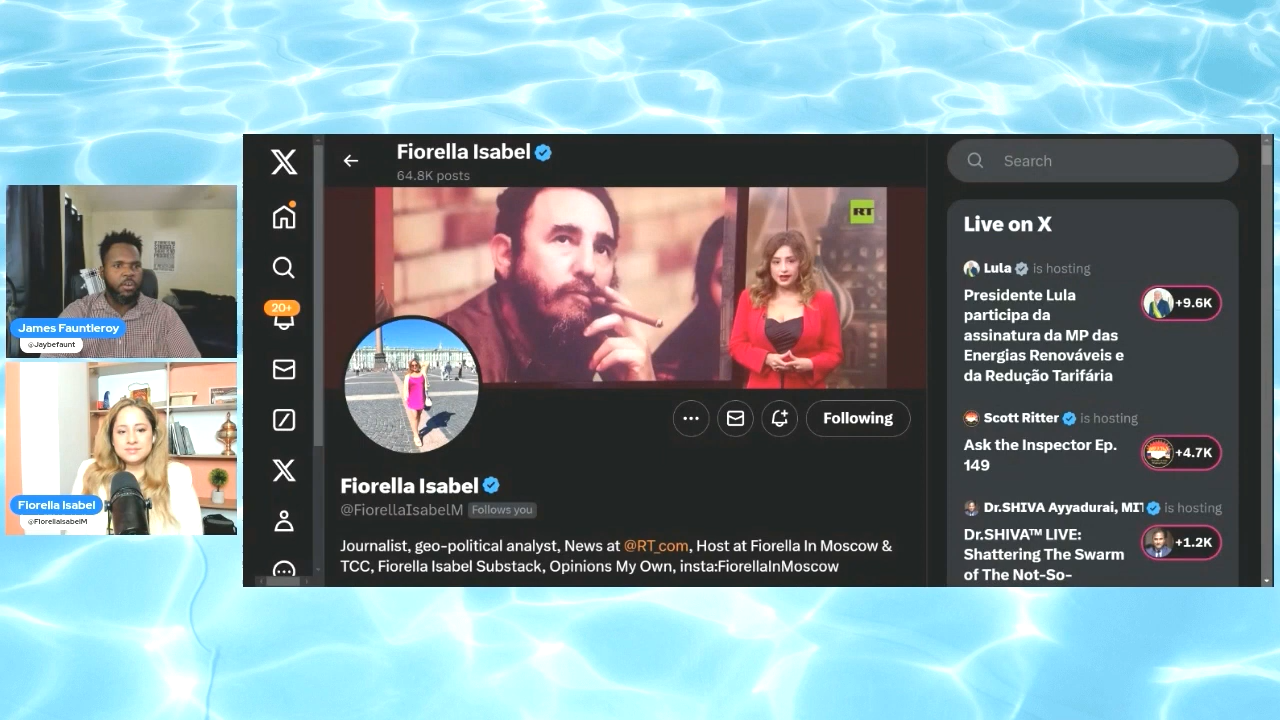 James Fauntleroy
@Jaybefaunt
Fiorella Isabel
@FiorellaIsabelM
20+
Fiorella Isabel
64.8K posts
RT
Following
Fiorella Isabel
@FiorellaIsabelM Follows you
Journalist, geo-political analyst, News at @RT_com, Host at Fiorella In Moscow &
TCC, Fiorella Isabel Substack, Opinions My Own, insta:FiorellaInMoscow
Search
Live on X
Lula is hosting
Presidente Lula
participa da
assinatura da MP das
Energias Renováveis e
da Redução Tarifária
+9.6K
Scott Ritter is hosting
Ask the Inspector Ep.
149
+4.7K
Dr.SHIVA Ayyadurai, MIT is hosting
Dr.SHIVA™ LIVE:
Shattering The Swarm
of The Not-So-
+1.2K